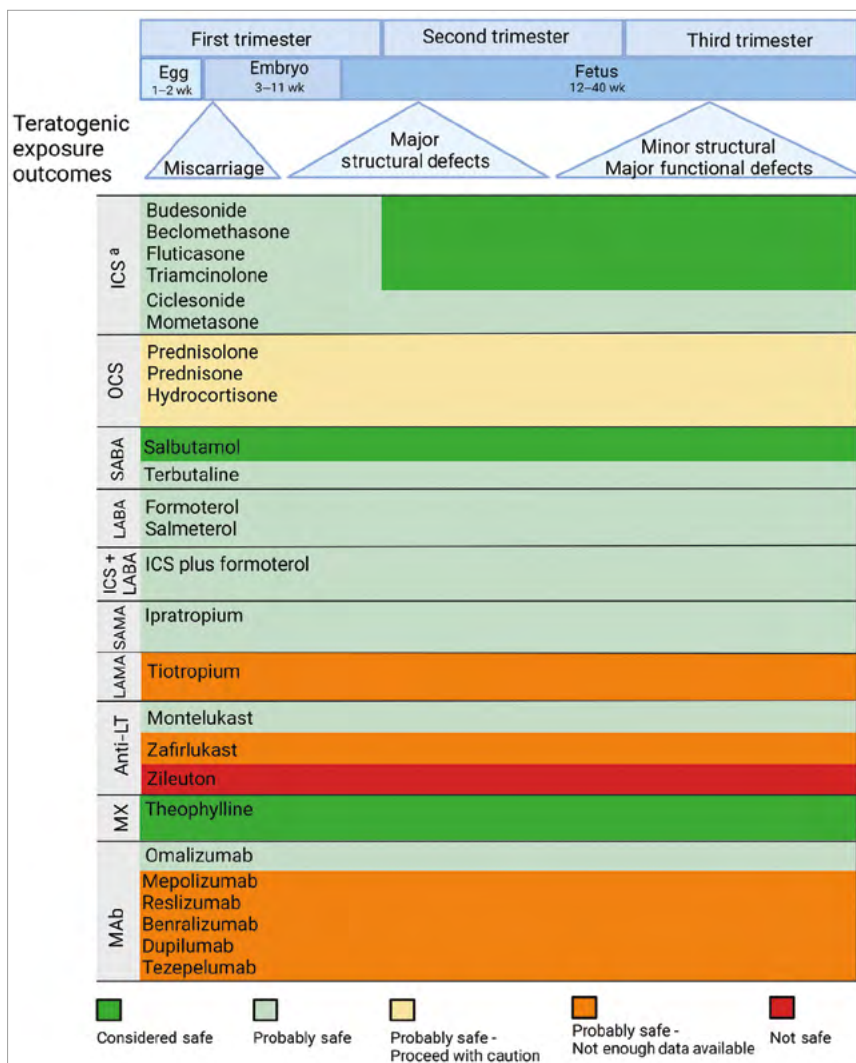 First trimester
Second trimester
Third trimester
Egg
1–2 wk
Embryo
3–11 wk
Fetus
12–40 wk
Teratogenic
exposure
outcomes
Miscarriage
Major
structural defects
Minor structural
Major functional defects
ICS a
Budesonide
Beclomethasone
Fluticasone
Triamcinolone
Ciclesonide
Mometasone
OCS
Prednisolone
Prednisone
Hydrocortisone
SABA
Salbutamol
Terbutaline
LABA
Formoterol
Salmeterol
ICS +
LABA
ICS plus formoterol
SAMA
Ipratropium
LAMA
Tiotropium
Anti-LT
Montelukast
Zafirlukast
Zileuton
MX
Theophylline
MAb
Omalizumab
Mepolizumab
Reslizumab
Benralizumab
Dupilumab
Tezepelumab
Considered safe
Probably safe
Probably safe -
Proceed with caution
Probably safe -
Not enough data available
Not safe